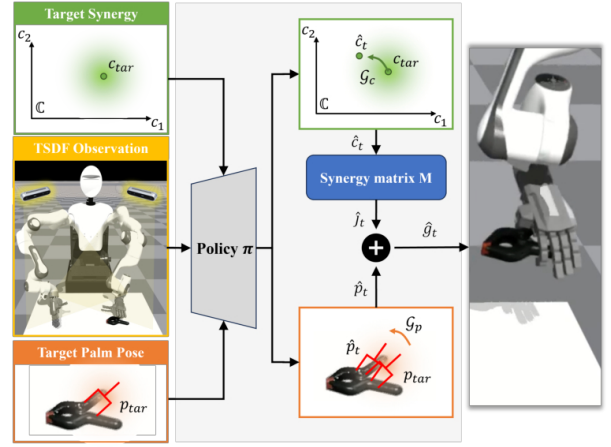 Target Synergy
c₂
c_tar
ℂ
c₁
TSDF Observation
Target Palm Pose
p_tar
Policy π
c₂
ĉ_t
c_tar
𝒢_c
ℂ
c₁
ĉ_t
Synergy matrix M
ĵ_t
+
ĝ_t
p̂_t
𝒢_p
p̂_t
p_tar